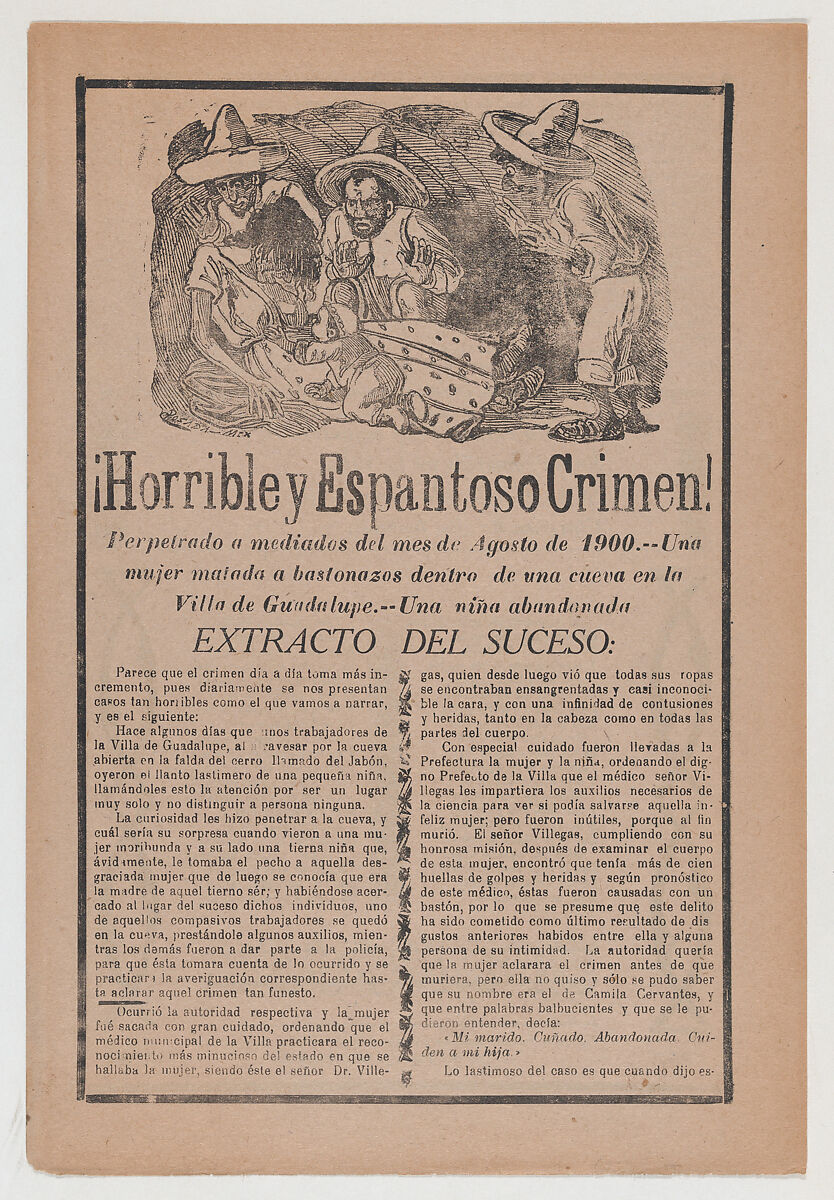 ¡Horrible y Espantoso Crimen!
Perpetrado a mediados del mes de Agosto de 1900.--Una
mujer matada a bastonazos dentro de una cueva en la
Villa de Guadalupe.--Una niña abandonada
EXTRACTO DEL SUCESO:
Parece que el crimen día a día toma más in-
cremento, pues diariamente se nos presentan
casos tan horribles como el que vamos a narrar,
y es el siguiente:
Hace algunos días que unos trabajadores de
la Villa de Guadalupe, al atravesar por la cueva
abierta en la falda del cerro llamado del Jabón,
oyeron el llanto lastimero de una pequeña niña,
llamándoles esto la atención por ser un lugar
muy solo y no distinguir a persona ninguna.
La curiosidad les hizo penetrar a la cueva, y
cuál sería su sorpresa cuando vieron a una mu-
jer moribunda y a su lado una tierna niña que,
ávidamente, le tomaba el pecho a aquella des-
graciada mujer que de luego se conocía que era
la madre de aquel tierno sér; y habiéndose acer-
cado al lugar del suceso dichos individuos, uno
de aquellos compasivos trabajadores se quedó
en la cueva, prestándole algunos auxilios, mien-
tras los demás fueron a dar parte a la policía,
para que ésta tomara cuenta de lo ocurrido y se
practicara la averiguación correspondiente has-
ta aclarar aquel crimen tan funesto.
Ocurrió la autoridad respectiva y la mujer
fué sacada con gran cuidado, ordenando que el
médico municipal de la Villa practicara el reco-
nocimiento más minucioso del estado en que se
hallaba la mujer, siendo éste el señor Dr. Ville-
gas, quien desde luego vió que todas sus ropas
se encontraban ensangrentadas y casi inconoci-
ble la cara, y con una infinidad de contusiones
y heridas, tanto en la cabeza como en todas las
partes del cuerpo.
Con especial cuidado fueron llevadas a la
Prefectura la mujer y la niña, ordenando el dig-
no Prefecto de la Villa que el médico señor Vi-
llegas les impartiera los auxilios necesarios de
la ciencia para ver si podía salvarse aquella in-
feliz mujer; pero fueron inútiles, porque al fin
murió. El señor Villegas, cumpliendo con su
honrosa misión, después de examinar el cuerpo
de esta mujer, encontró que tenía más de cien
huellas de golpes y heridas y según pronóstico
de este médico, éstas fueron causadas con un
bastón, por lo que se presume que este delito
ha sido cometido como último resultado de dis
gustos anteriores habidos entre ella y alguna
persona de su intimidad. La autoridad quería
que la mujer aclarara el crimen antes de que
muriera, pero ella no quiso y sólo se pudo saber
que su nombre era el de Camila Cervantes, y
que entre palabras balbucientes y que se le pu-
dieron entender, decía:
«Mi marido. Cuñado. Abandonada. Cui-
den a mi hija.»
Lo lastimoso del caso es que cuando dijo es-